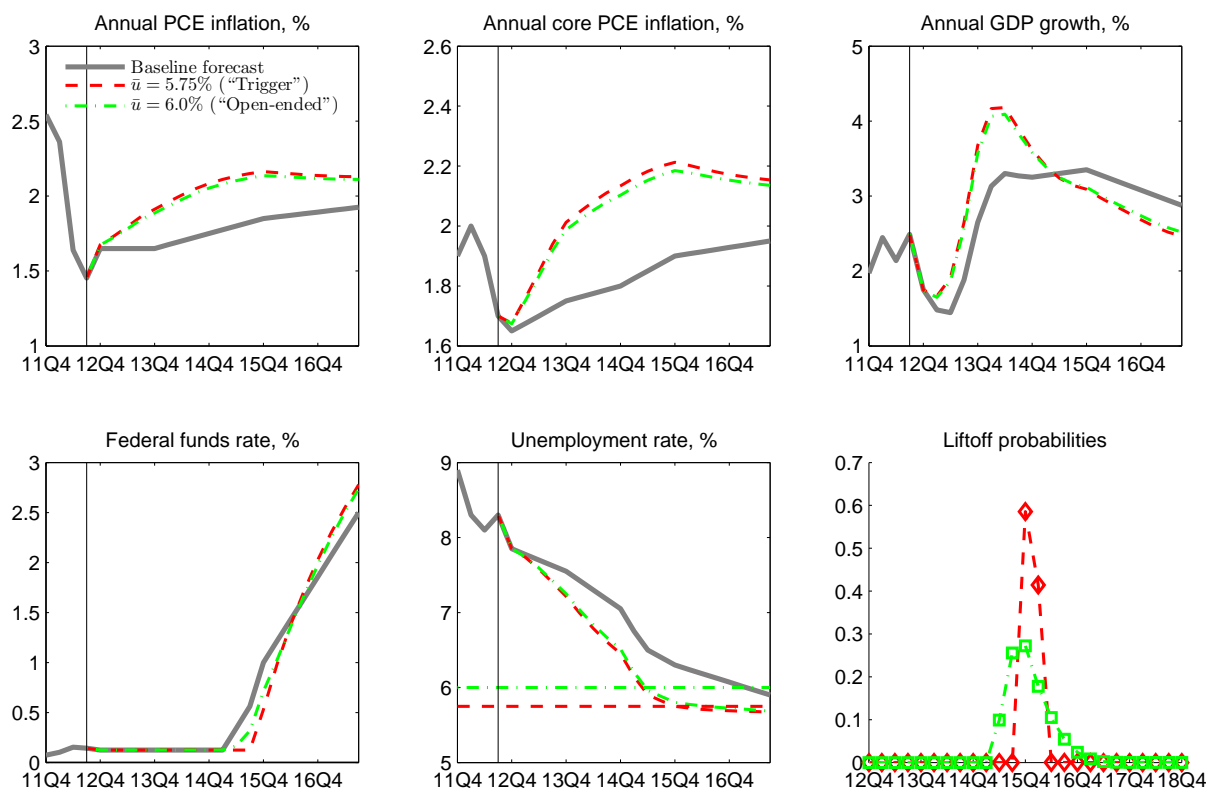 Annual PCE inflation, %
3
2.5
2
1.5
1
11Q4 12Q4 13Q4 14Q4 15Q4 16Q4
Baseline forecast
ū = 5.75% (“Trigger”)
ū = 6.0% (“Open-ended”)
Annual core PCE inflation, %
2.6
2.4
2.2
2
1.8
1.6
11Q4 12Q4 13Q4 14Q4 15Q4 16Q4
Annual GDP growth, %
5
4
3
2
1
11Q4 12Q4 13Q4 14Q4 15Q4 16Q4
Federal funds rate, %
3
2.5
2
1.5
1
0.5
0
11Q4 12Q4 13Q4 14Q4 15Q4 16Q4
Unemployment rate, %
9
8
7
6
5
11Q4 12Q4 13Q4 14Q4 15Q4 16Q4
Liftoff probabilities
0.7
0.6
0.5
0.4
0.3
0.2
0.1
0
12Q4 13Q4 14Q4 15Q4 16Q4 17Q4 18Q4